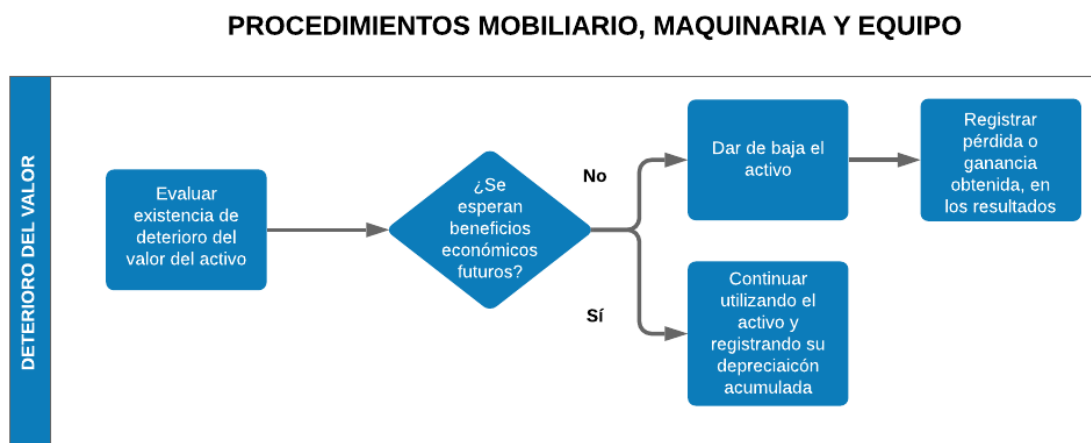 PROCEDIMIENTOS MOBILIARIO, MAQUINARIA Y EQUIPO
DETERIORO DEL VALOR
Evaluar
existencia de
deterioro del
valor del activo
¿Se
esperan
beneficios
económicos
futuros?
No
Dar de baja el
activo
Registrar
pérdida o
ganancia
obtenida, en
los resultados
Sí
Continuar
utilizando el
activo y
registrando su
depreciaicón
acumulada